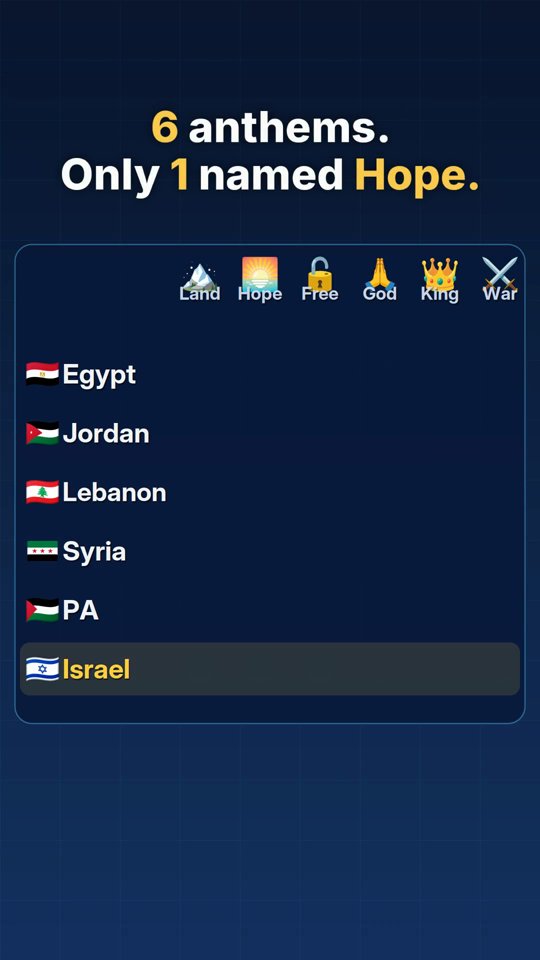 6 anthems.
Only 1 named Hope.
Land Hope Free God King War
Egypt
Jordan
Lebanon
Syria
PA
Israel